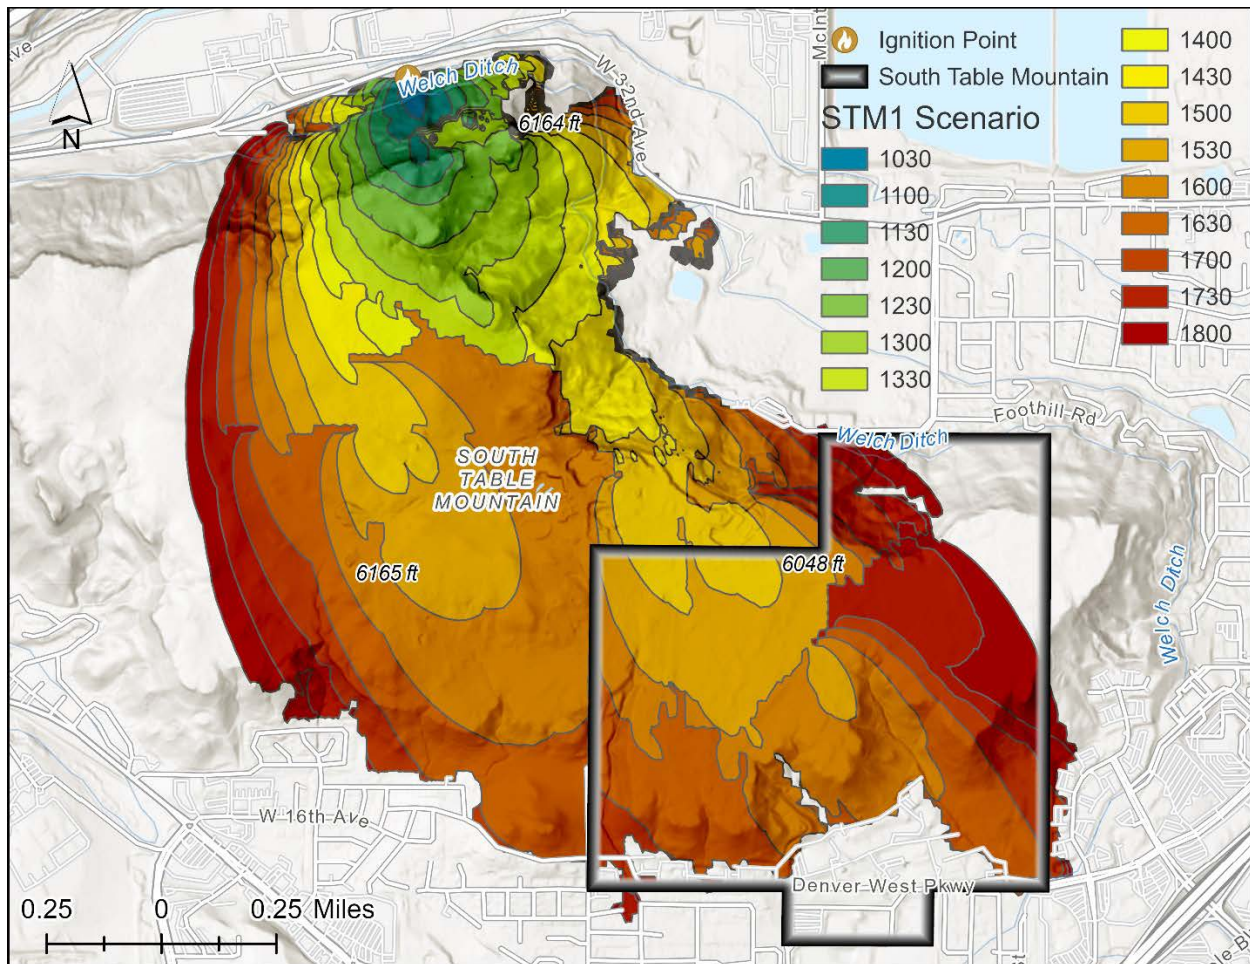 Ave
N
Welch Ditch
W 32nd Ave
6164 ft
McInt
Ignition Point
South Table Mountain
STM1 Scenario
1030
1100
1130
1200
1230
1300
1330
1400
1430
1500
1530
1600
1630
1700
1730
1800
Foothill Rd
Welch Ditch
SOUTH
TABLE
MOUNTAIN
6165 ft
6048 ft
Welch Ditch
W 16th Ave
Denver West Pkwy
0.25 0 0.25 Miles